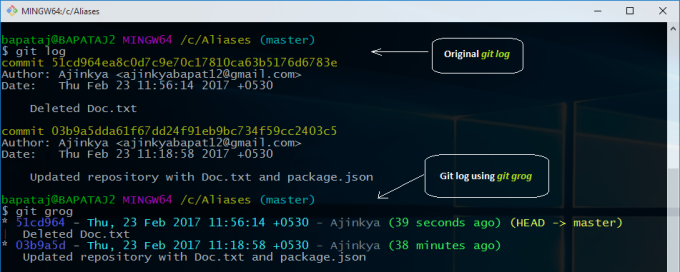 MINGW64:/c/Aliases
bapataj@BAPATAJ2 MINGW64 /c/Aliases (master)
$ git log
commit 51cd964ea8c0d7c9e70c17810ca63b5176d6783e
Author: Ajinkya <ajinkyabapat12@gmail.com>
Date: Thu Feb 23 11:56:14 2017 +0530
Deleted Doc.txt
Original git log
commit 03b9a5dda61f67dd24f91eb9bc734f59cc2403c5
Author: Ajinkya <ajinkyabapat12@gmail.com>
Date: Thu Feb 23 11:18:58 2017 +0530
Updated repository with Doc.txt and package.json
Git log using git grog
bapataj@BAPATAJ2 MINGW64 /c/Aliases (master)
$ git grog
* 51cd964 - Thu, 23 Feb 2017 11:56:14 +0530 - Ajinkya (39 seconds ago) (HEAD -> master)
| Deleted Doc.txt
* 03b9a5d - Thu, 23 Feb 2017 11:18:58 +0530 - Ajinkya (38 minutes ago)
Updated repository with Doc.txt and package.json